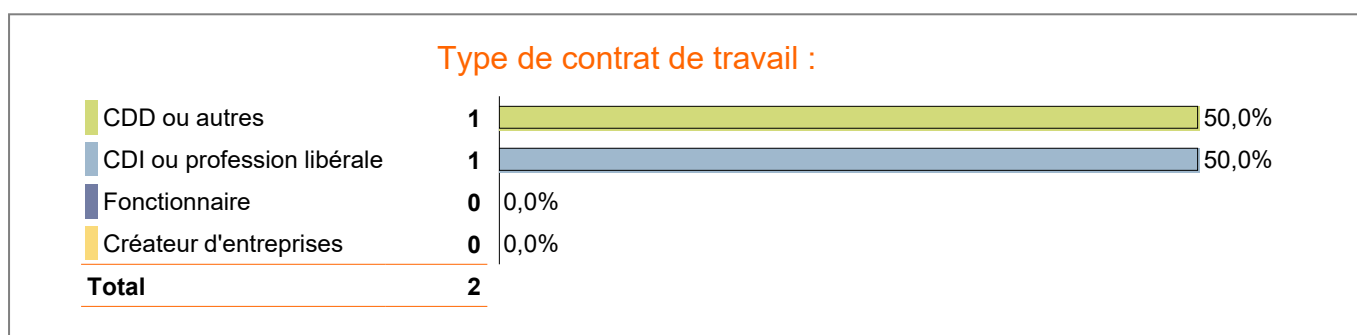 Type de contrat de travail :
CDD ou autres 1 50,0%
CDI ou profession libérale 1 50,0%
Fonctionnaire 0 0,0%
Créateur d'entreprises 0 0,0%
Total 2